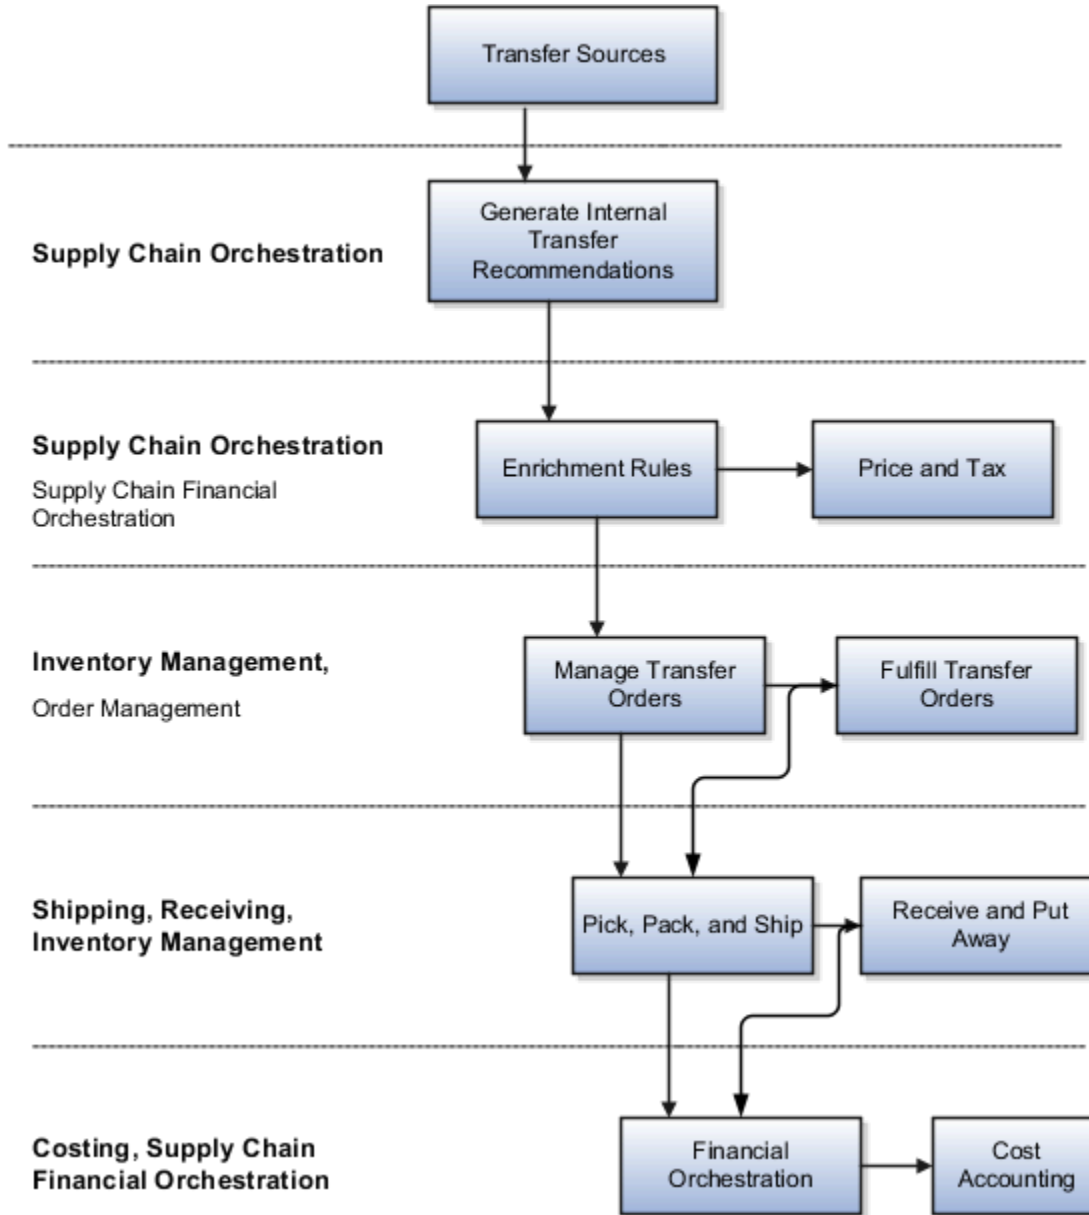 Transfer Sources
Generate Internal
Transfer
Recommendations
Supply Chain Orchestration
Supply Chain Orchestration
Supply Chain Financial
Orchestration
Enrichment Rules
Price and Tax
Inventory Management,
Order Management
Manage Transfer
Orders
Fulfill Transfer
Orders
Shipping, Receiving,
Inventory Management
Pick, Pack, and Ship
Receive and Put
Away
Costing, Supply Chain
Financial Orchestration
Financial
Orchestration
Cost
Accounting